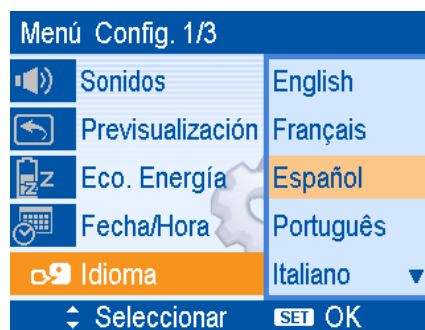 Menú Config. 1/3
Sonidos
Previsualización
Eco. Energía
Fecha/Hora
Idioma
English
Français
Español
Português
Italiano
Seleccionar SET OK